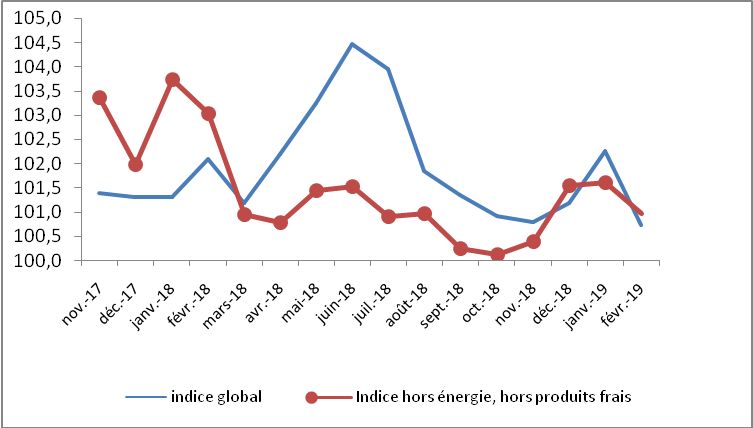 105,0
104,5
104,0
103,5
103,0
102,5
102,0
101,5
101,0
100,5
100,0
nov.-17
déc.-17
janv.-18
févr.-18
mars-18
avr.-18
mai-18
juin-18
juil.-18
août-18
sept.-18
oct.-18
nov.-18
déc.-18
janv.-19
févr.-19
indice global
Indice hors énergie, hors produits frais